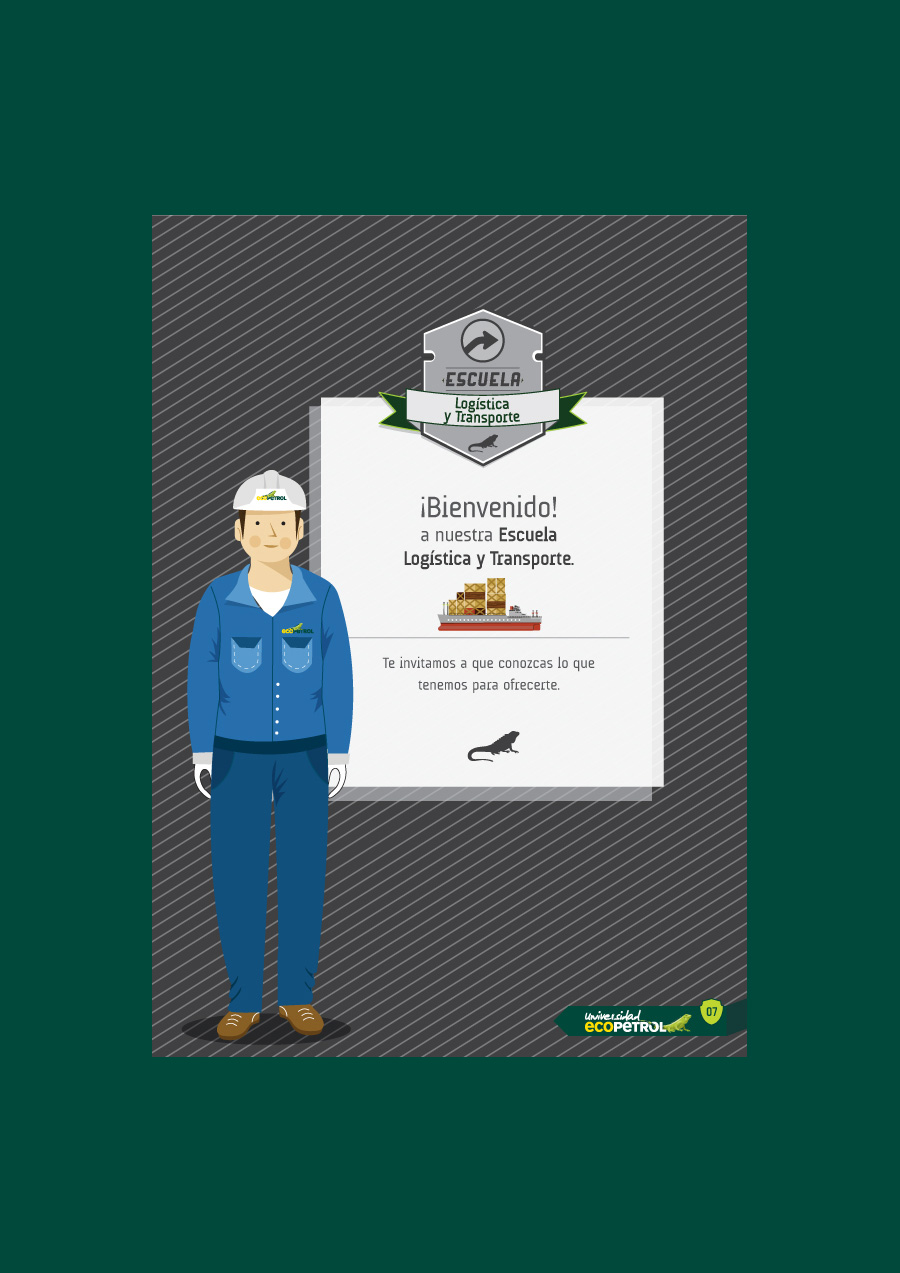 ESCUELA
Logística
y Transporte
¡Bienvenido!
a nuestra Escuela
Logística y Transporte.
Te invitamos a que conozcas lo que
tenemos para ofrecerte.
ecoPETROL
ecoPETROL
universidad
ecoPETROL
07